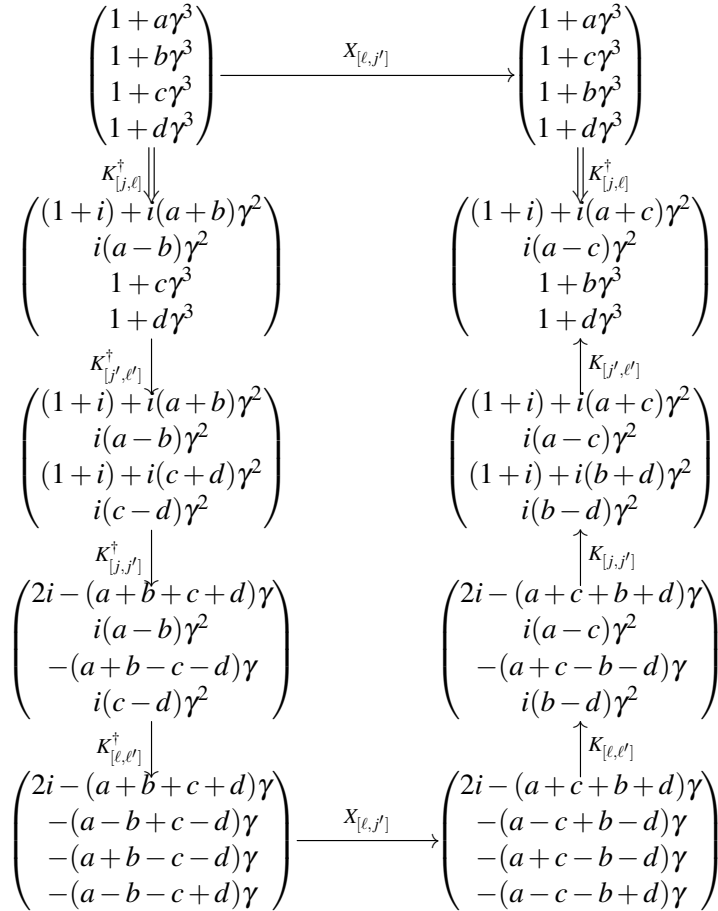 1 + aγ³
1 + bγ³
1 + cγ³
1 + dγ³
X_{[ℓ,j′]}
1 + aγ³
1 + cγ³
1 + bγ³
1 + dγ³
K†_{[j,ℓ]}
K†_{[j,ℓ]}
(1 + i) + i(a + b)γ²
i(a − b)γ²
1 + cγ³
1 + dγ³
(1 + i) + i(a + c)γ²
i(a − c)γ²
1 + bγ³
1 + dγ³
K†_{[j′,ℓ′]}
K_{[j′,ℓ′]}
(1 + i) + i(a + b)γ²
i(a − b)γ²
(1 + i) + i(c + d)γ²
i(c − d)γ²
(1 + i) + i(a + c)γ²
i(a − c)γ²
(1 + i) + i(b + d)γ²
i(b − d)γ²
K†_{[j,j′]}
K_{[j,j′]}
2i − (a + b + c + d)γ
i(a − b)γ²
−(a + b − c − d)γ
i(c − d)γ²
2i − (a + c + b + d)γ
i(a − c)γ²
−(a + c − b − d)γ
i(b − d)γ²
K†_{[ℓ,ℓ′]}
K_{[ℓ,ℓ′]}
2i − (a + b + c + d)γ
−(a − b + c − d)γ
−(a + b − c − d)γ
−(a − b − c + d)γ
X_{[ℓ,j′]}
2i − (a + c + b + d)γ
−(a − c + b − d)γ
−(a + c − b − d)γ
−(a − c − b + d)γ